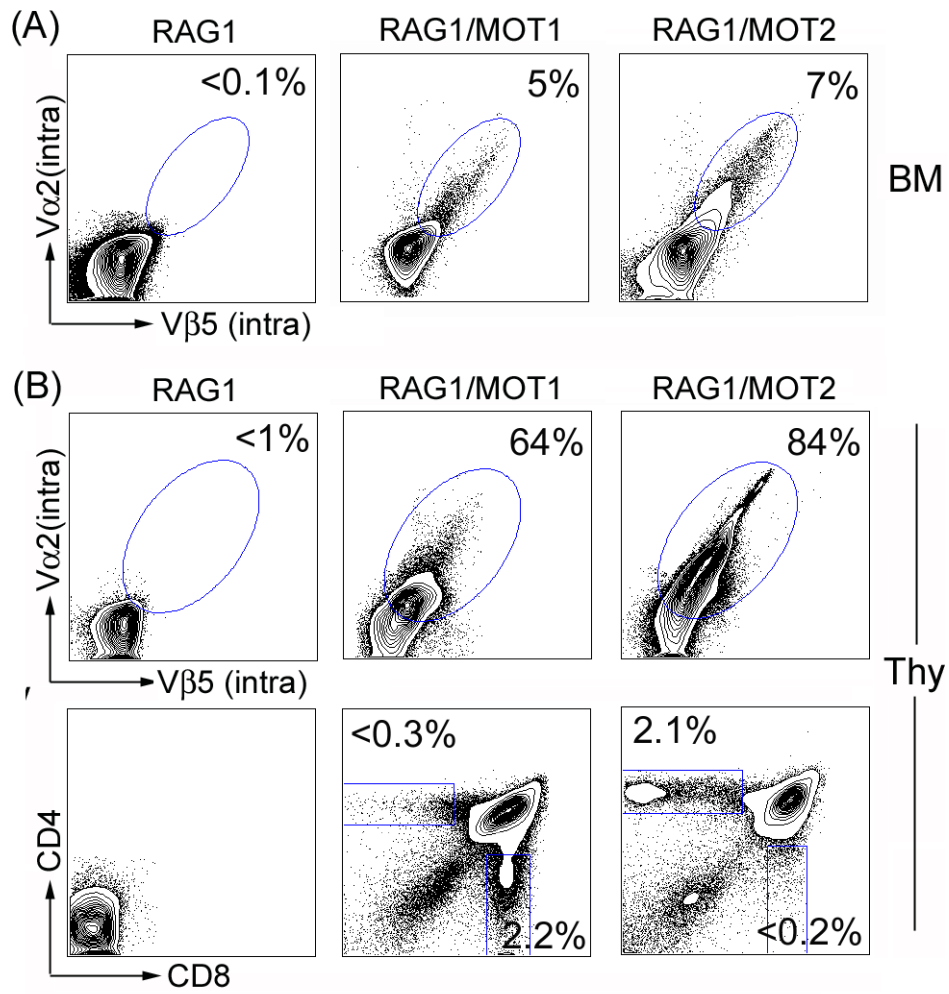 (A) RAG1 RAG1/MOT1 RAG1/MOT2
<0.1% 5% 7%
Vα2(intra)
BM
Vβ5 (intra)
(B) RAG1 RAG1/MOT1 RAG1/MOT2
<1% 64% 84%
Vα2(intra)
Vβ5 (intra)
Thy
<0.3% 2.1%
CD4
2.2% <0.2%
CD8